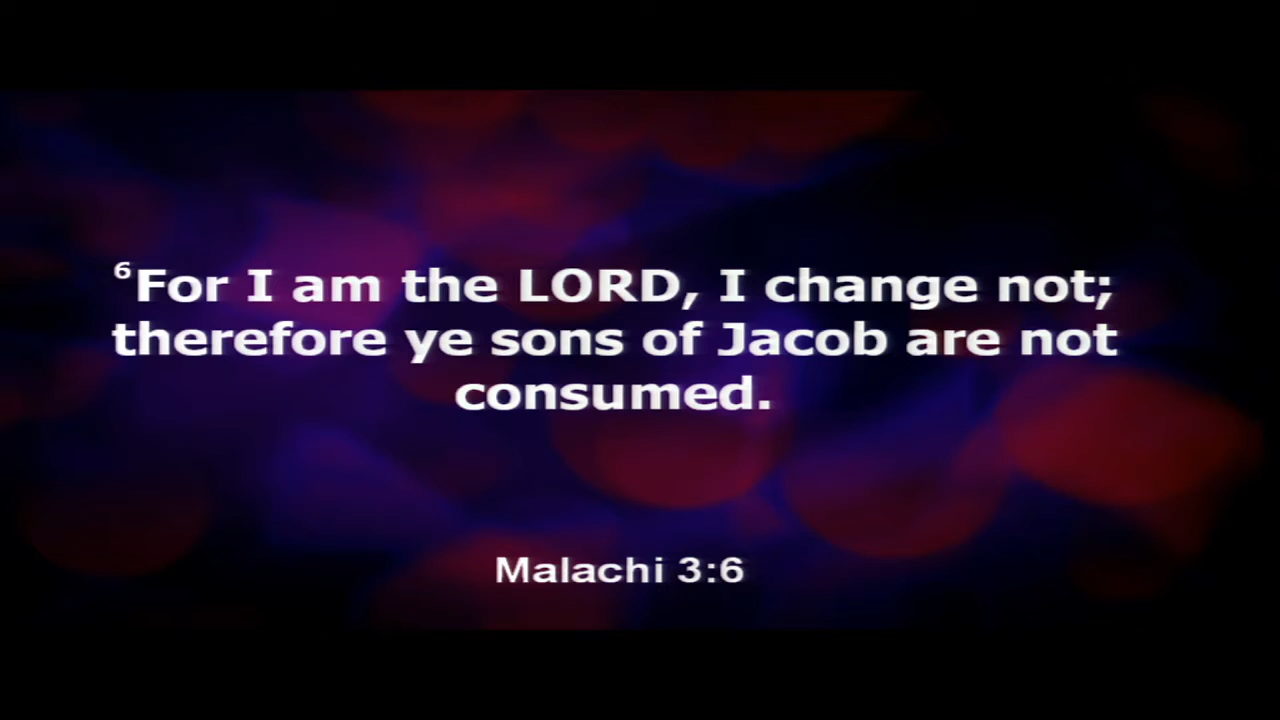 ⁶For I am the LORD, I change not;
therefore ye sons of Jacob are not
consumed.
Malachi 3:6